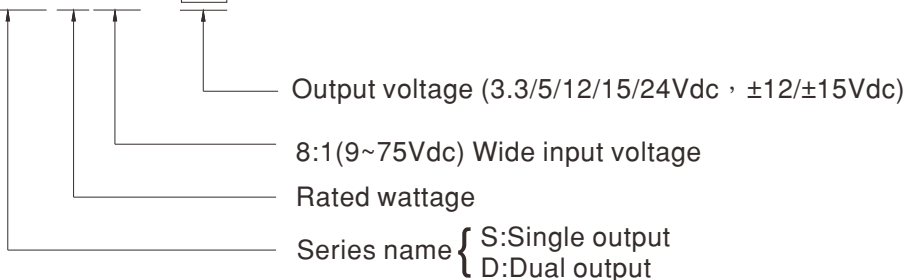 Output voltage (3.3/5/12/15/24Vdc，±12/±15Vdc)
8:1(9~75Vdc) Wide input voltage
Rated wattage
Series name { S:Single output
D:Dual output